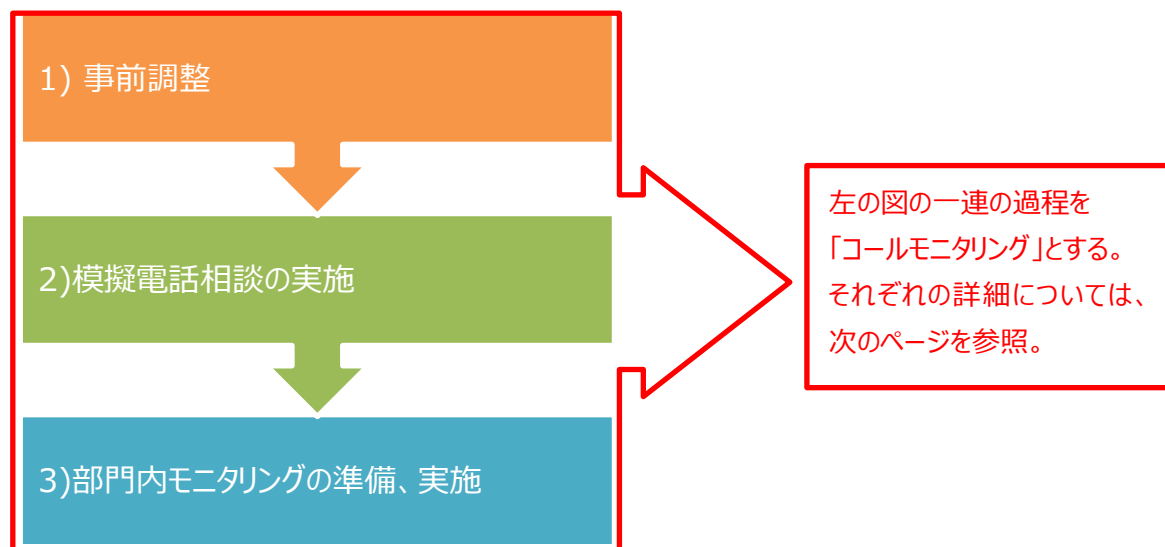 1) 事前調整
2)模擬電話相談の実施
3)部門内モニタリングの準備、実施
左の図の一連の過程を
「コールモニタリング」とする。
それぞれの詳細については、
次のページを参照。